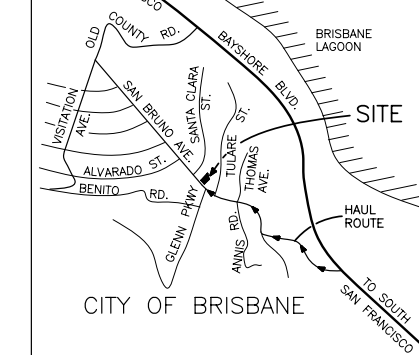 SCO
OLD
COUNTY RD.
BAYSHORE BLVD.
BRISBANE
LAGOON
VISITATION
AVE.
SAN BRUNO AVE.
SANTA CLARA
ST.
TULARE
ST.
SITE
THOMAS
AVE.
ALVARADO ST.
BENITO RD.
GLENN PKWY
ANNIS RD.
HAUL
ROUTE
CITY OF BRISBANE
TO SOUTH
SAN FRANCISCO